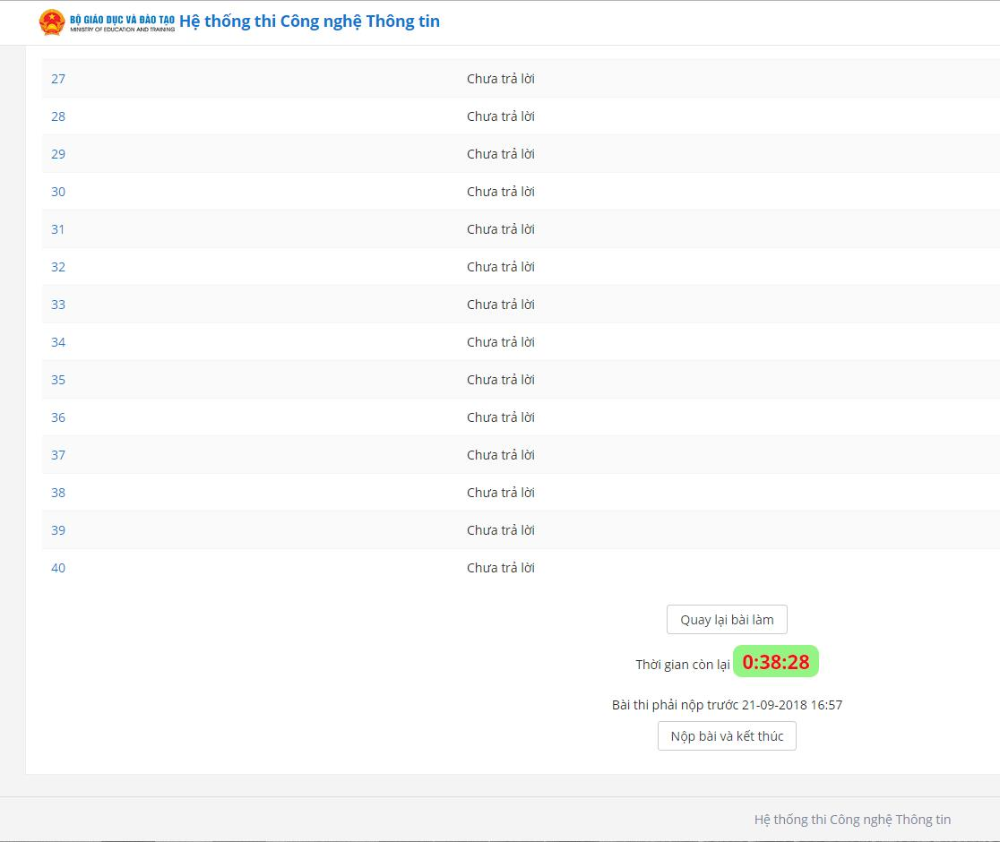 BỘ GIÁO DỤC VÀ ĐÀO TẠO
MINISTRY OF EDUCATION AND TRAINING
Hệ thống thi Công nghệ Thông tin
27 Chưa trả lời
28 Chưa trả lời
29 Chưa trả lời
30 Chưa trả lời
31 Chưa trả lời
32 Chưa trả lời
33 Chưa trả lời
34 Chưa trả lời
35 Chưa trả lời
36 Chưa trả lời
37 Chưa trả lời
38 Chưa trả lời
39 Chưa trả lời
40 Chưa trả lời
Quay lại bài làm
Thời gian còn lại 0:38:28
Bài thi phải nộp trước 21-09-2018 16:57
Nộp bài và kết thúc
Hệ thống thi Công nghệ Thông tin